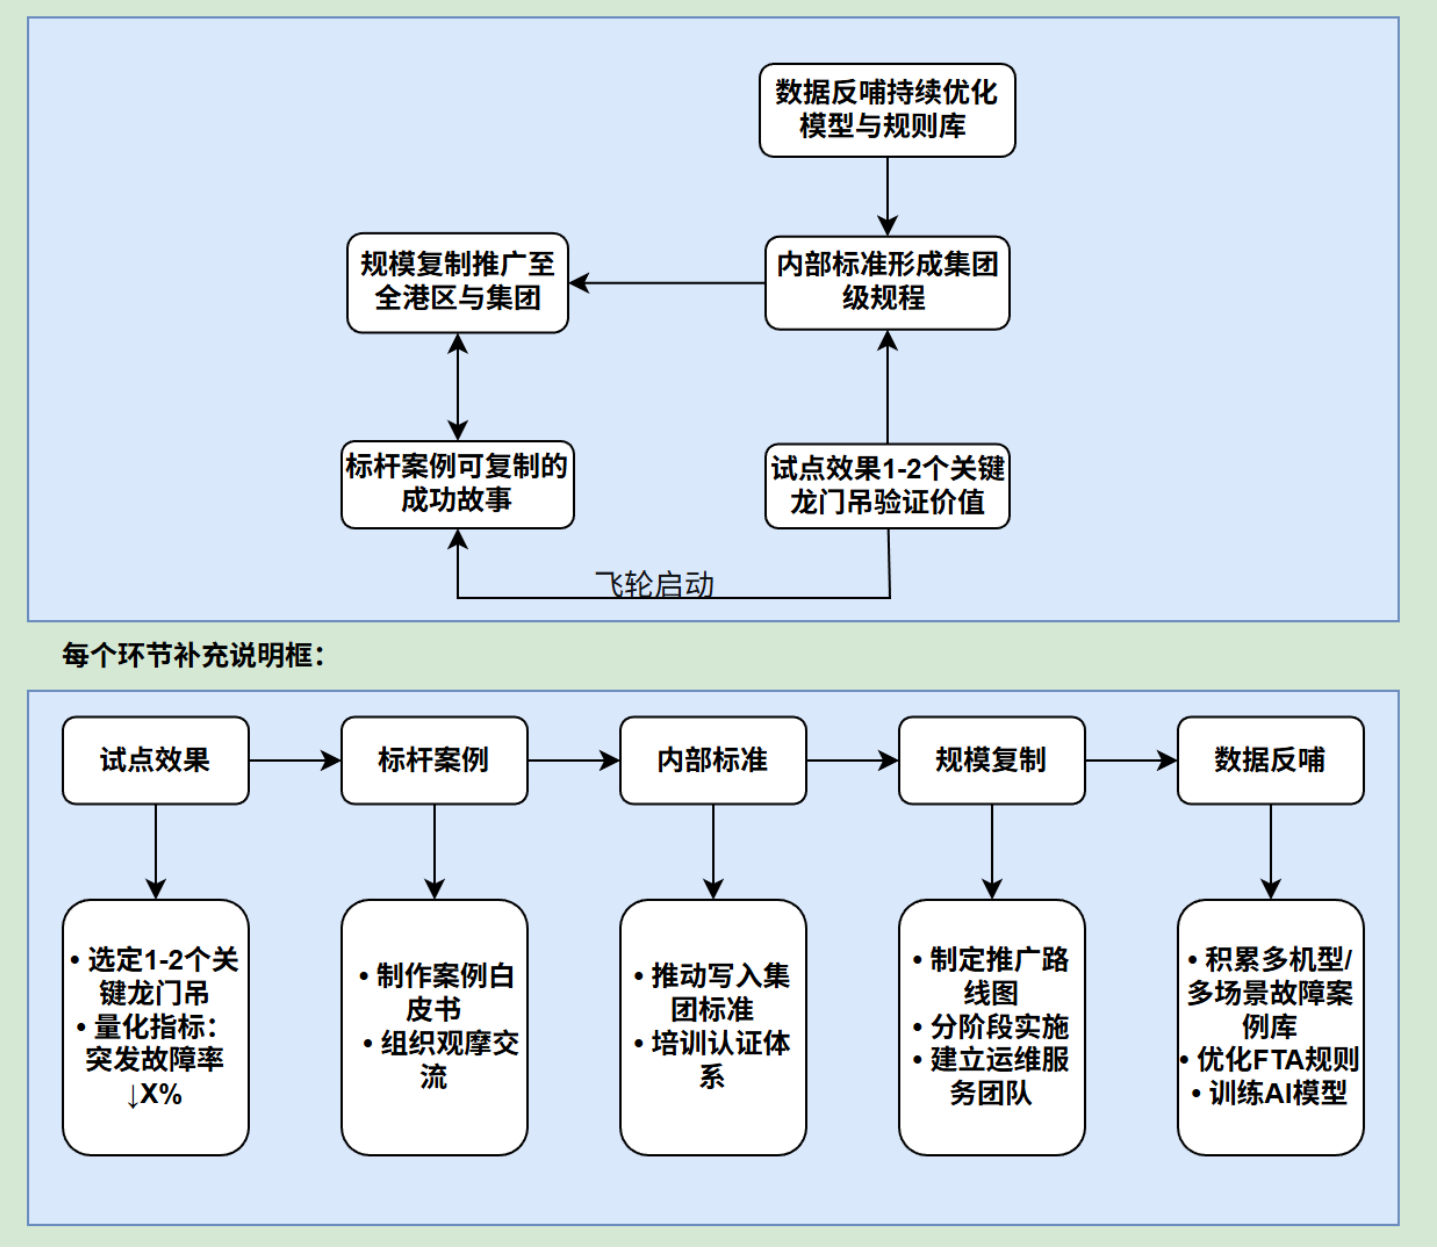 数据反哺持续优化
模型与规则库
规模复制推广至
全港区与集团
内部标准形成集团
级规程
标杆案例可复制的
成功故事
试点效果1-2个关键
龙门吊验证价值
飞轮启动
每个环节补充说明框：
试点效果
标杆案例
内部标准
规模复制
数据反哺
• 选定1-2个关
键龙门吊
• 量化指标：
突发故障率
↓X%
• 制作案例白
皮书
• 组织观摩交
流
• 推动写入集
团标准
• 培训认证体
系
• 制定推广路
线图
• 分阶段实施
• 建立运维服
务团队
• 积累多机型/
多场景故障案
例库
• 优化FTA规则
• 训练AI模型